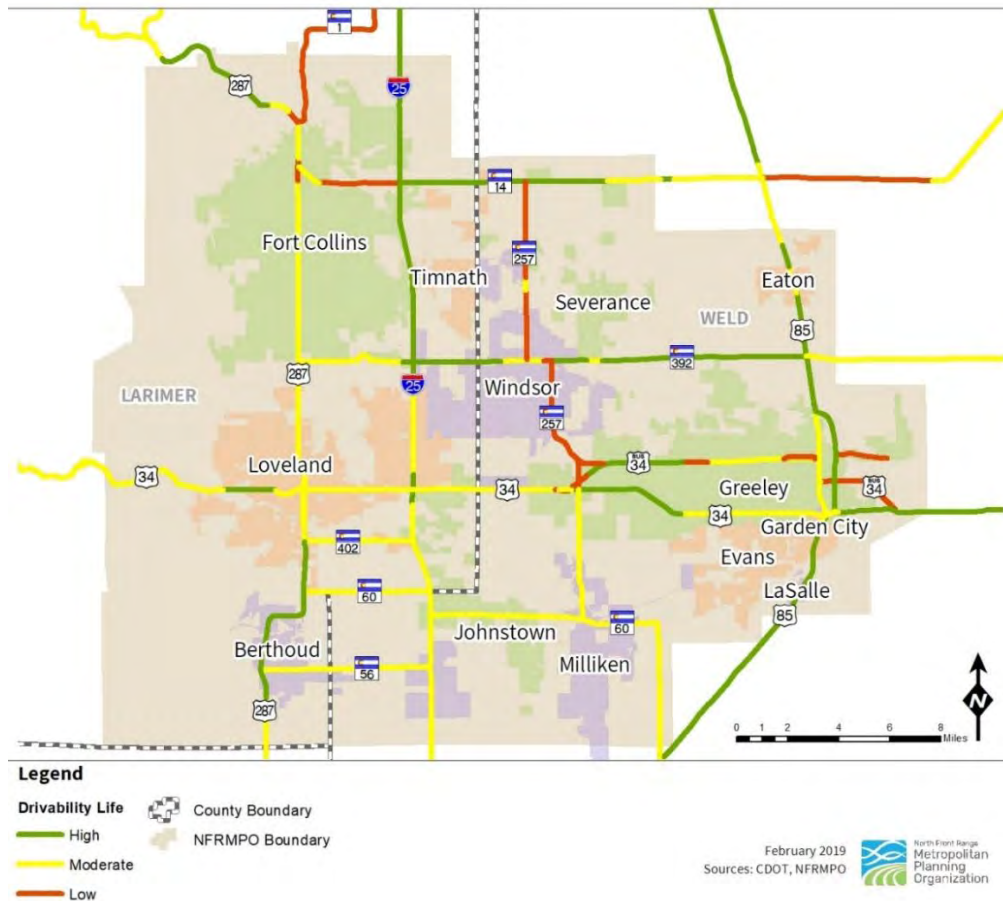 1
287
25
14
Fort Collins
257
Timnath
Severance
Eaton
WELD
85
392
287
25
LARIMER
Windsor
257
Loveland
BUS
34
34
34
Greeley
BUS
34
34
Garden City
402
Evans
60
LaSalle
85
Johnstown
60
Berthoud
Milliken
56
287
N
0 1 2 4 6 8
Miles
Legend
Drivability Life
High
Moderate
Low
County Boundary
NFRMPO Boundary
February 2019
Sources: CDOT, NFRMPO
North Front Range
Metropolitan
Planning
Organization